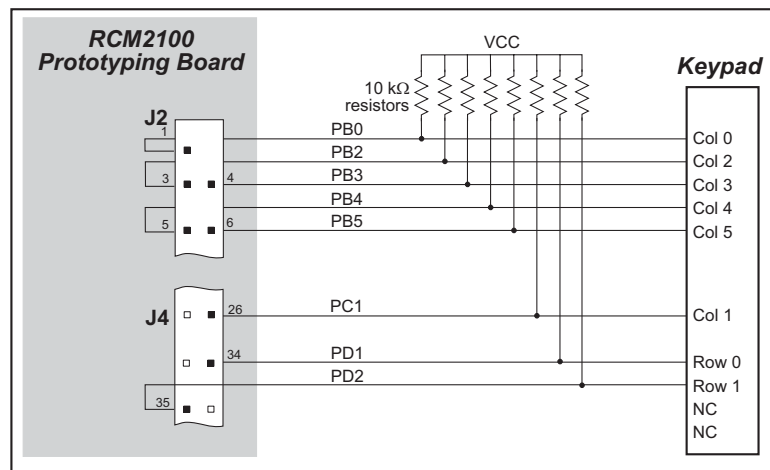 RCM2100
Prototyping Board
VCC
Keypad
10 kΩ
resistors
J2
1
PB0
Col 0
PB2
Col 2
3
4
PB3
Col 3
PB4
Col 4
5
6
PB5
Col 5
J4
26
PC1
Col 1
34
PD1
Row 0
PD2
Row 1
35
NC
NC